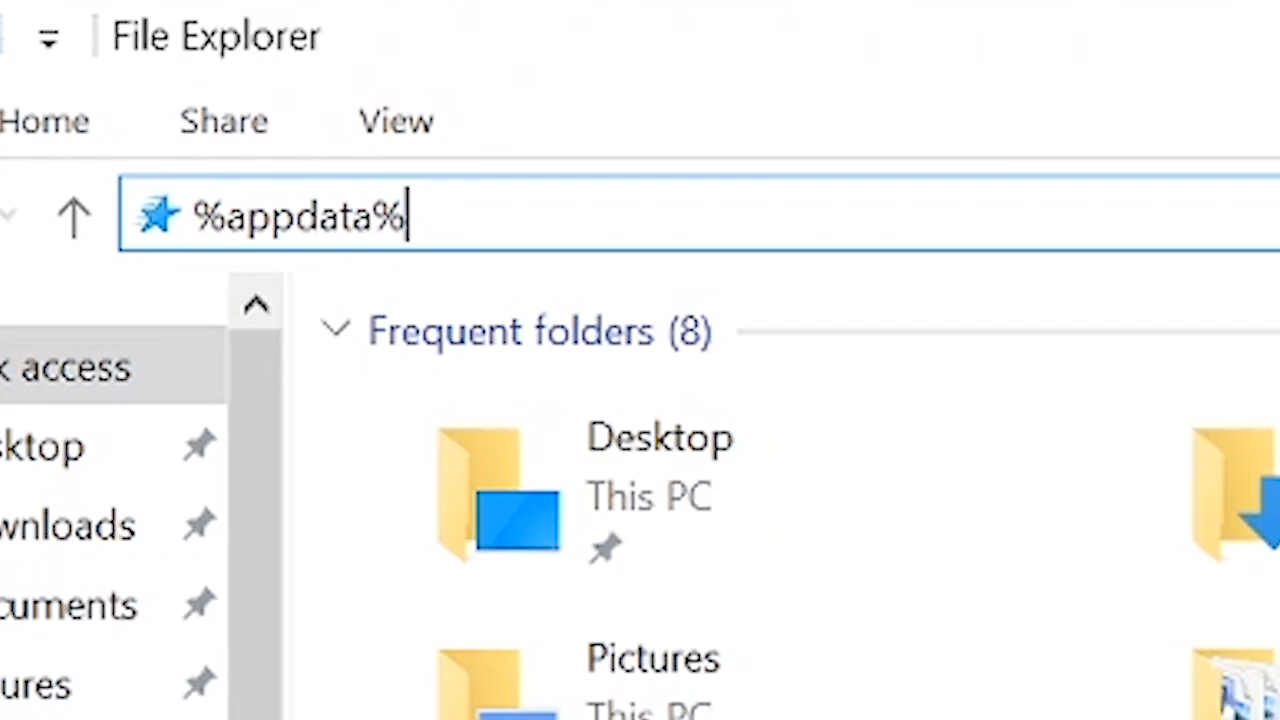 File Explorer
Home
Share
View
%appdata%
Frequent folders (8)
k access
sktop
wnloads
cuments
ures
Desktop
This PC
Pictures
This PC